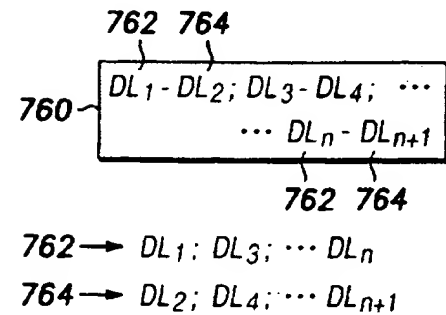 762 764
760 DL₁ - DL₂; DL₃ - DL₄; ⋯
⋯ DLₙ - DLₙ₊₁
762 764
762 → DL₁; DL₃; ⋯ DLₙ
764 → DL₂; DL₄; ⋯ DLₙ₊₁